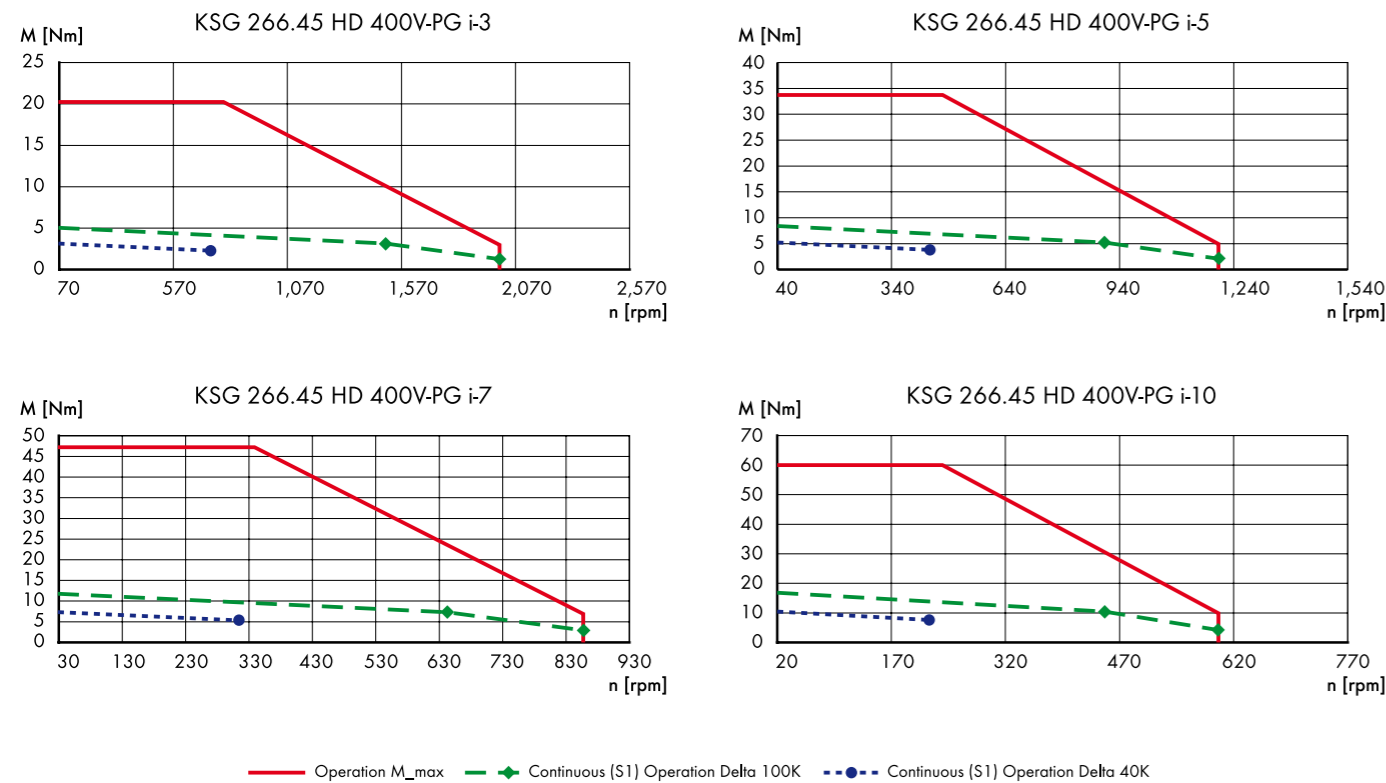 KSG 266.45 HD 400V-PG i-3
M [Nm]
25
20
15
10
5
0
70 570 1,070 1,570 2,070 2,570
n [rpm]
KSG 266.45 HD 400V-PG i-5
M [Nm]
40
35
30
25
20
15
10
5
0
40 340 640 940 1,240 1,540
n [rpm]
KSG 266.45 HD 400V-PG i-7
M [Nm]
50
45
40
35
30
25
20
15
10
5
0
30 130 230 330 430 530 630 730 830 930
n [rpm]
KSG 266.45 HD 400V-PG i-10
M [Nm]
70
60
50
40
30
20
10
0
20 170 320 470 620 770
n [rpm]
Operation M_max Continuous (S1) Operation Delta 100K Continuous (S1) Operation Delta 40K